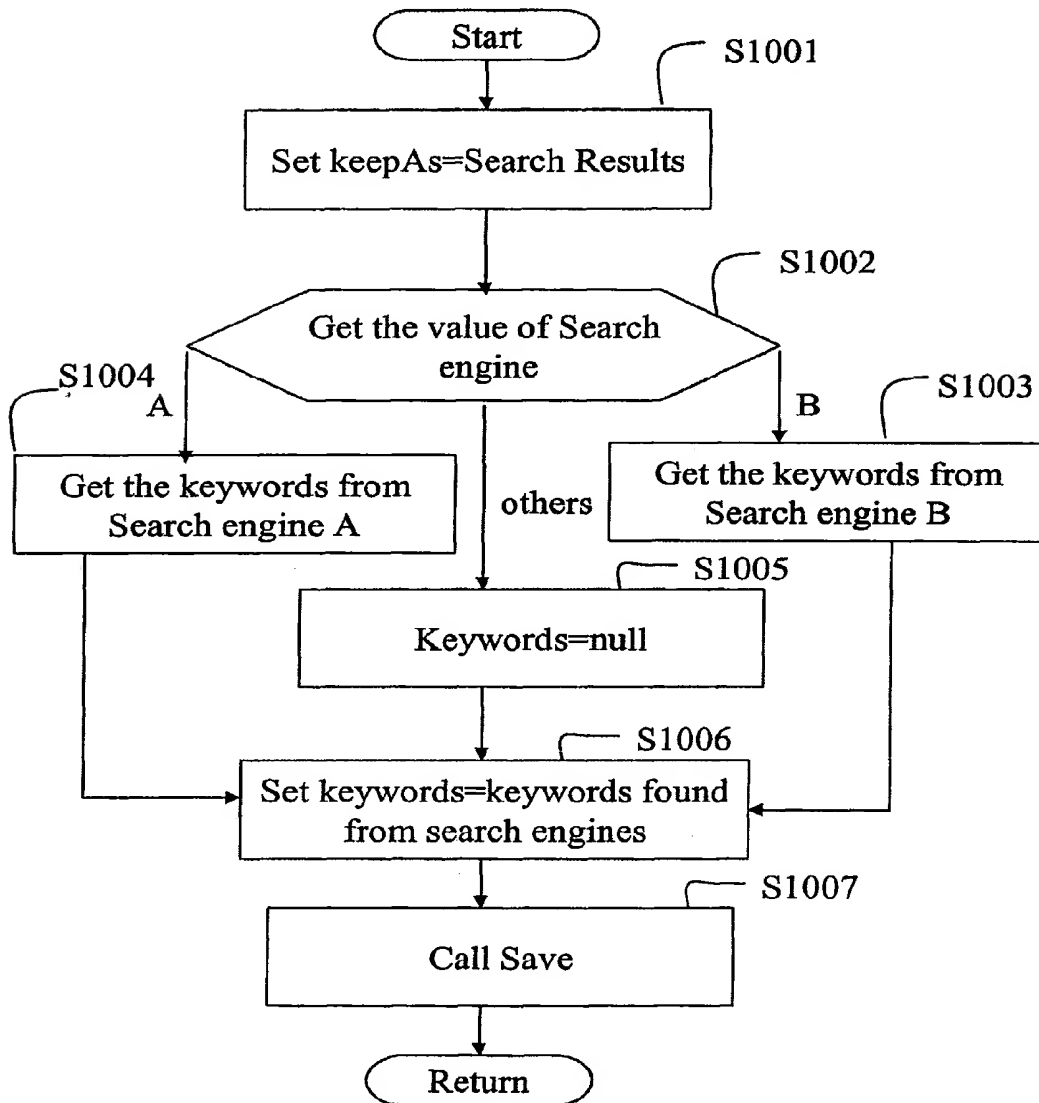 Start
S1001
Set keepAs=Search Results
S1002
Get the value of Search
engine
S1004
A
B
S1003
Get the keywords from
Search engine A
others
Get the keywords from
Search engine B
S1005
Keywords=null
S1006
Set keywords=keywords found
from search engines
S1007
Call Save
Return